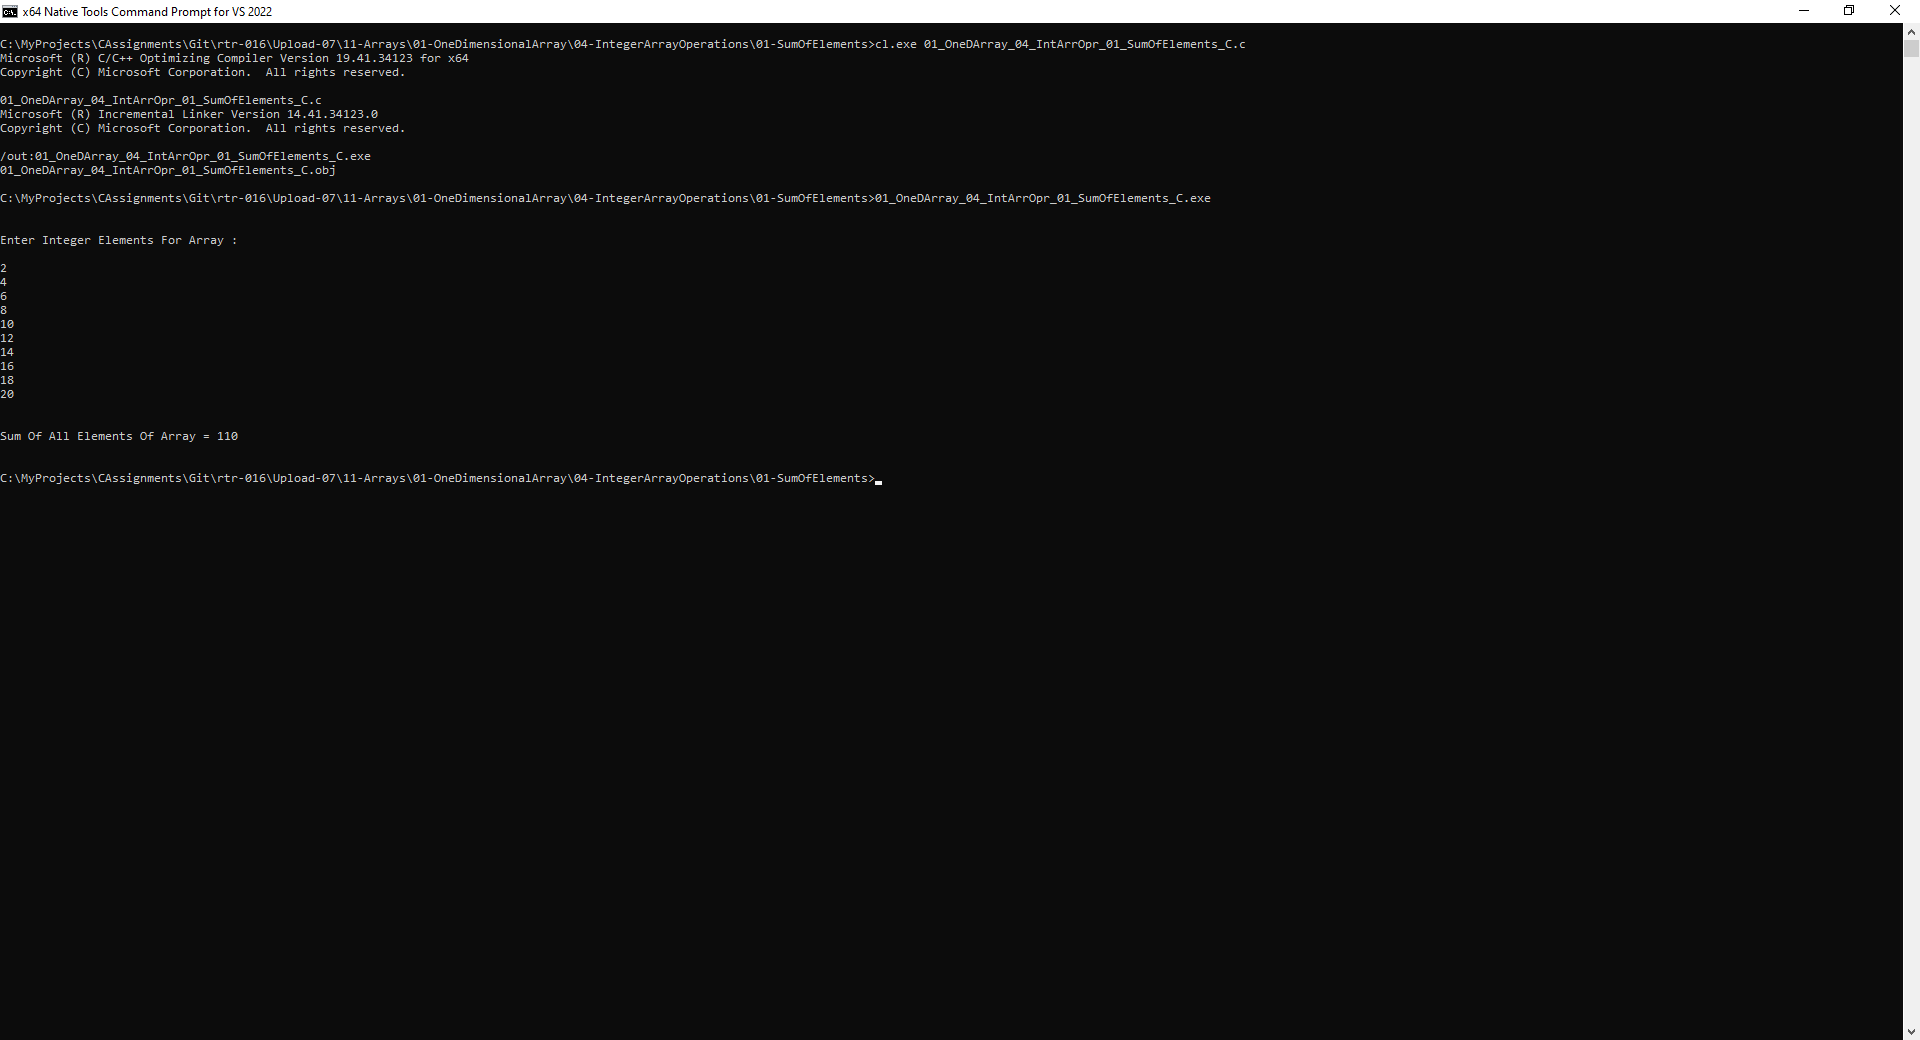 x64 Native Tools Command Prompt for VS 2022
C:\MyProjects\CAssignments\Git\rtr-016\Upload-07\11-Arrays\01-OneDimensionalArray\04-IntegerArrayOperations\01-SumOfElements>cl.exe 01_OneDArray_04_IntArrOpr_01_SumOfElements_C.c
Microsoft (R) C/C++ Optimizing Compiler Version 19.41.34123 for x64
Copyright (C) Microsoft Corporation.  All rights reserved.
01_OneDArray_04_IntArrOpr_01_SumOfElements_C.c
Microsoft (R) Incremental Linker Version 14.41.34123.0
Copyright (C) Microsoft Corporation.  All rights reserved.
/out:01_OneDArray_04_IntArrOpr_01_SumOfElements_C.exe
01_OneDArray_04_IntArrOpr_01_SumOfElements_C.obj
C:\MyProjects\CAssignments\Git\rtr-016\Upload-07\11-Arrays\01-OneDimensionalArray\04-IntegerArrayOperations\01-SumOfElements>01_OneDArray_04_IntArrOpr_01_SumOfElements_C.exe
Enter Integer Elements For Array :
2
4
6
8
10
12
14
16
18
20
Sum Of All Elements Of Array = 110
C:\MyProjects\CAssignments\Git\rtr-016\Upload-07\11-Arrays\01-OneDimensionalArray\04-IntegerArrayOperations\01-SumOfElements>